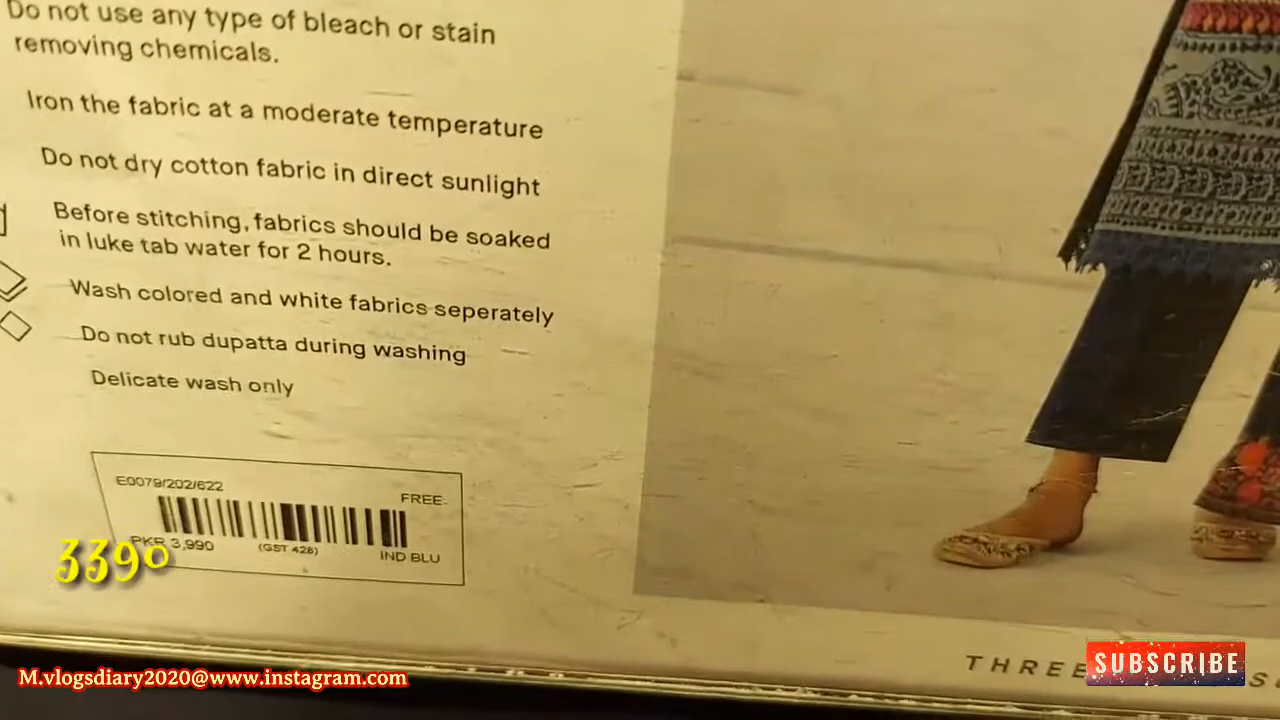 Do not use any type of bleach or stain
removing chemicals.
Iron the fabric at a moderate temperature
Do not dry cotton fabric in direct sunlight
Before stitching, fabrics should be soaked
in luke tab water for 2 hours.
Wash colored and white fabrics seperately
Do not rub dupatta during washing
Delicate wash only
E0079/202/622
FREE
PKR 3,990
(GST 428)
IND BLU
3390
M.vlogsdiary2020@www.instagram.com
THREE
SUBSCRIBE